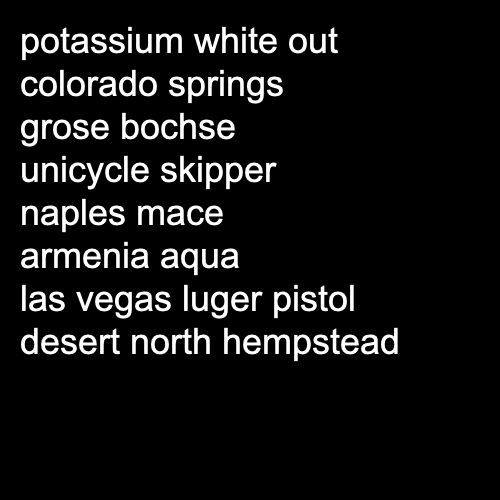 potassium white out
colorado springs
grose bochse
unicycle skipper
naples mace
armenia aqua
las vegas luger pistol
desert north hempstead